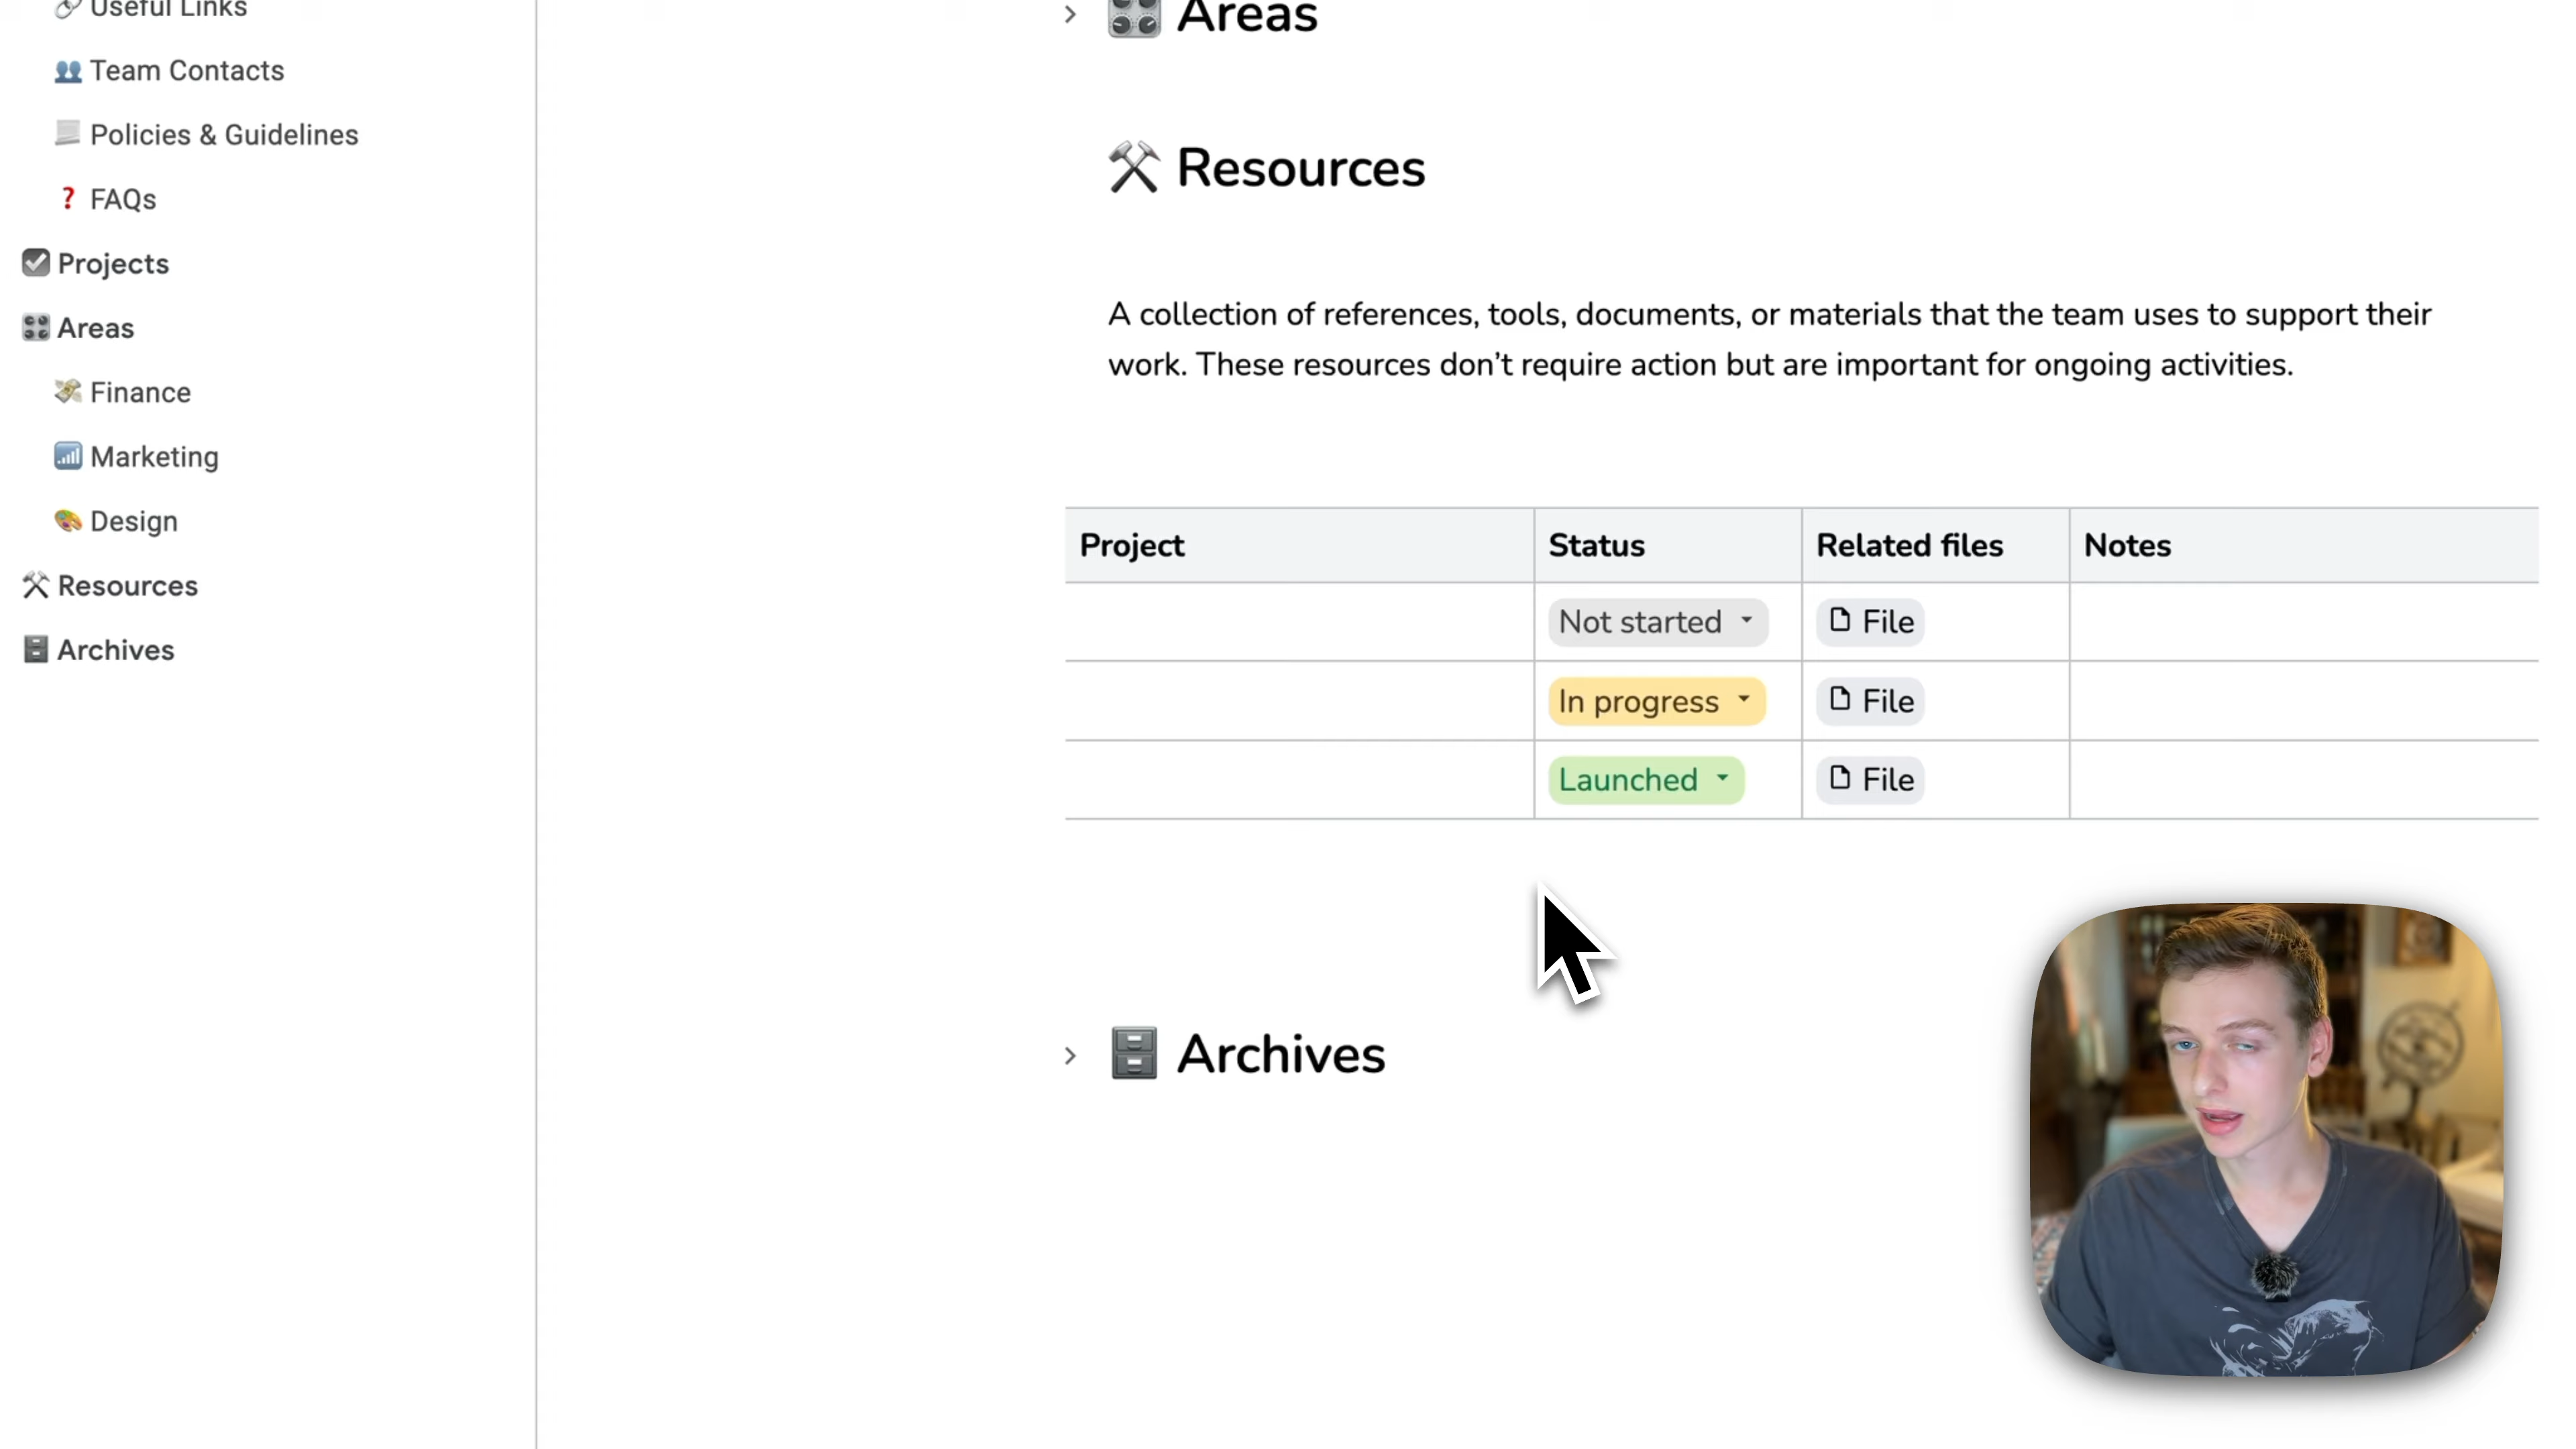 Useful Links
Team Contacts
Policies & Guidelines
? FAQs
Projects
Areas
Finance
Marketing
Design
Resources
Archives
Areas
Resources
A collection of references, tools, documents, or materials that the team uses to support their
work. These resources don’t require action but are important for ongoing activities.
Project Status Related files Notes
Not started File
In progress File
Launched File
Archives